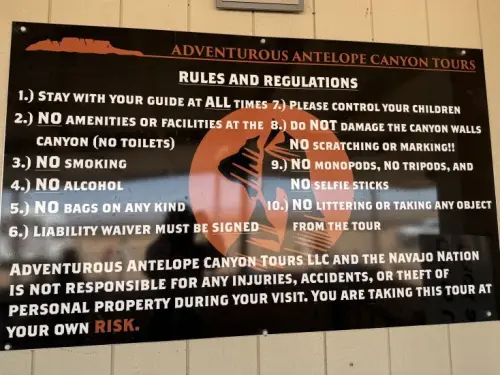 ADVENTUROUS ANTELOPE CANYON TOURS
RULES AND REGULATIONS
1.) STAY WITH YOUR GUIDE AT ALL TIMES
2.) NO AMENITIES OR FACILITIES AT THE
CANYON (NO TOILETS)
3.) NO SMOKING
4.) NO ALCOHOL
5.) NO BAGS ON ANY KIND
6.) LIABILITY WAIVER MUST BE SIGNED
7.) PLEASE CONTROL YOUR CHILDREN
8.) DO NOT DAMAGE THE CANYON WALLS
NO SCRATCHING OR MARKING!!
9.) NO MONOPODS, NO TRIPODS, AND
NO SELFIE STICKS
10.) NO LITTERING OR TAKING ANY OBJECT
FROM THE TOUR
ADVENTUROUS ANTELOPE CANYON TOURS LLC AND THE NAVAJO NATION
IS NOT RESPONSIBLE FOR ANY INJURIES, ACCIDENTS, OR THEFT OF
PERSONAL PROPERTY DURING YOUR VISIT. YOU ARE TAKING THIS TOUR AT
YOUR OWN RISK.